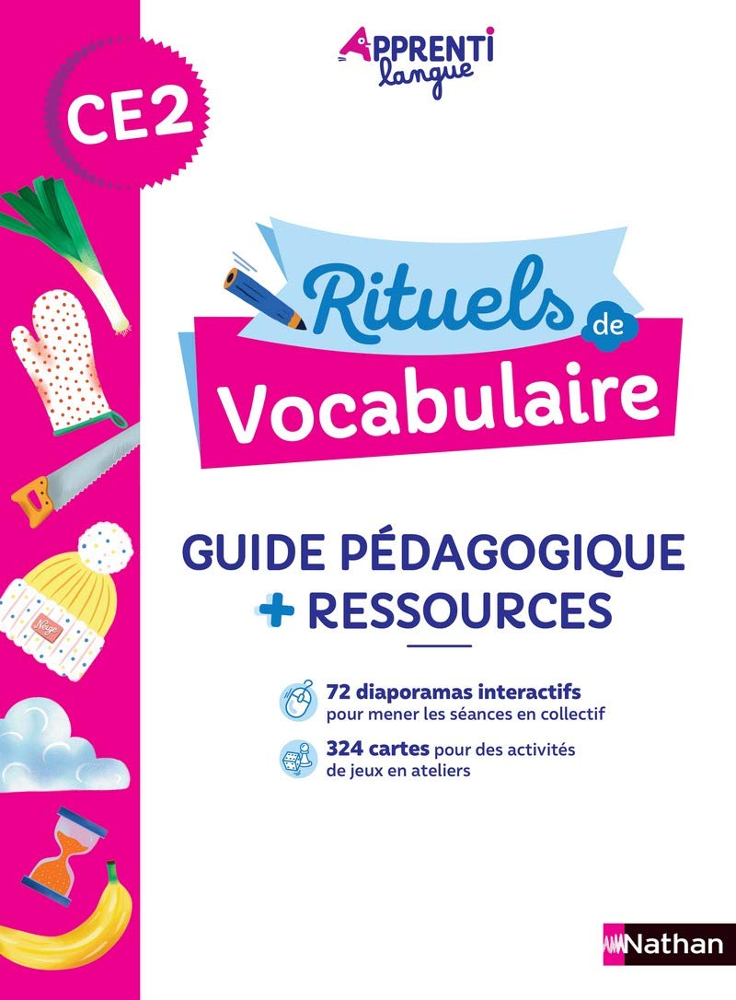 APPRENTI
langue
CE2
Rituels de
Vocabulaire
GUIDE PÉDAGOGIQUE
+ RESSOURCES
72 diaporamas interactifs
pour mener les séances en collectif
324 cartes pour des activités
de jeux en ateliers
Neige
Nathan